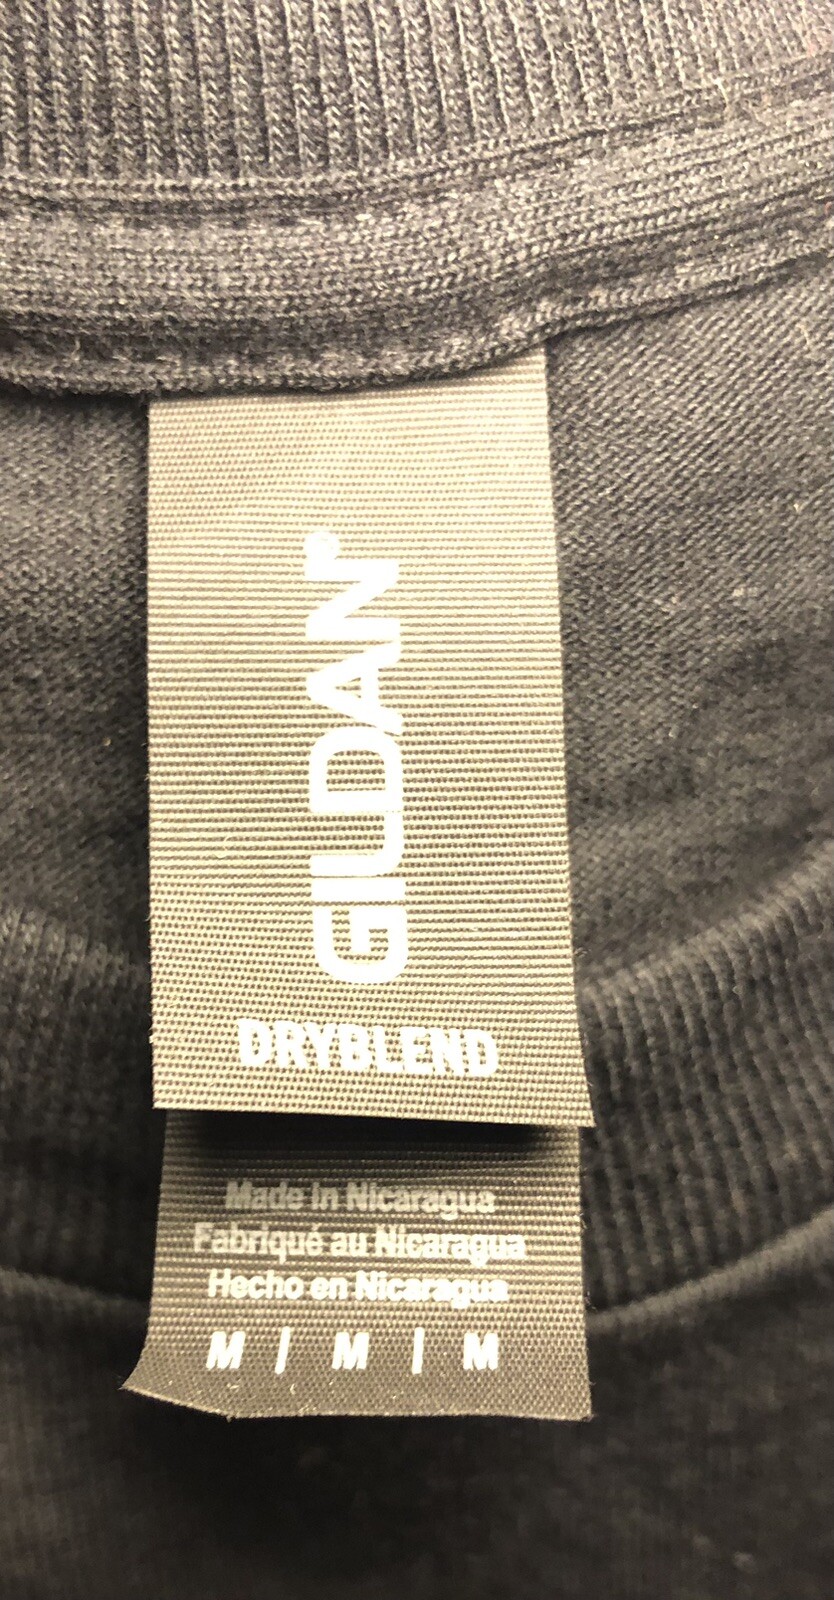 GILDAN®
DRYBLEND
Made in Nicaragua
Fabriqué au Nicaragua
Hecho en Nicaragua
M / M / M